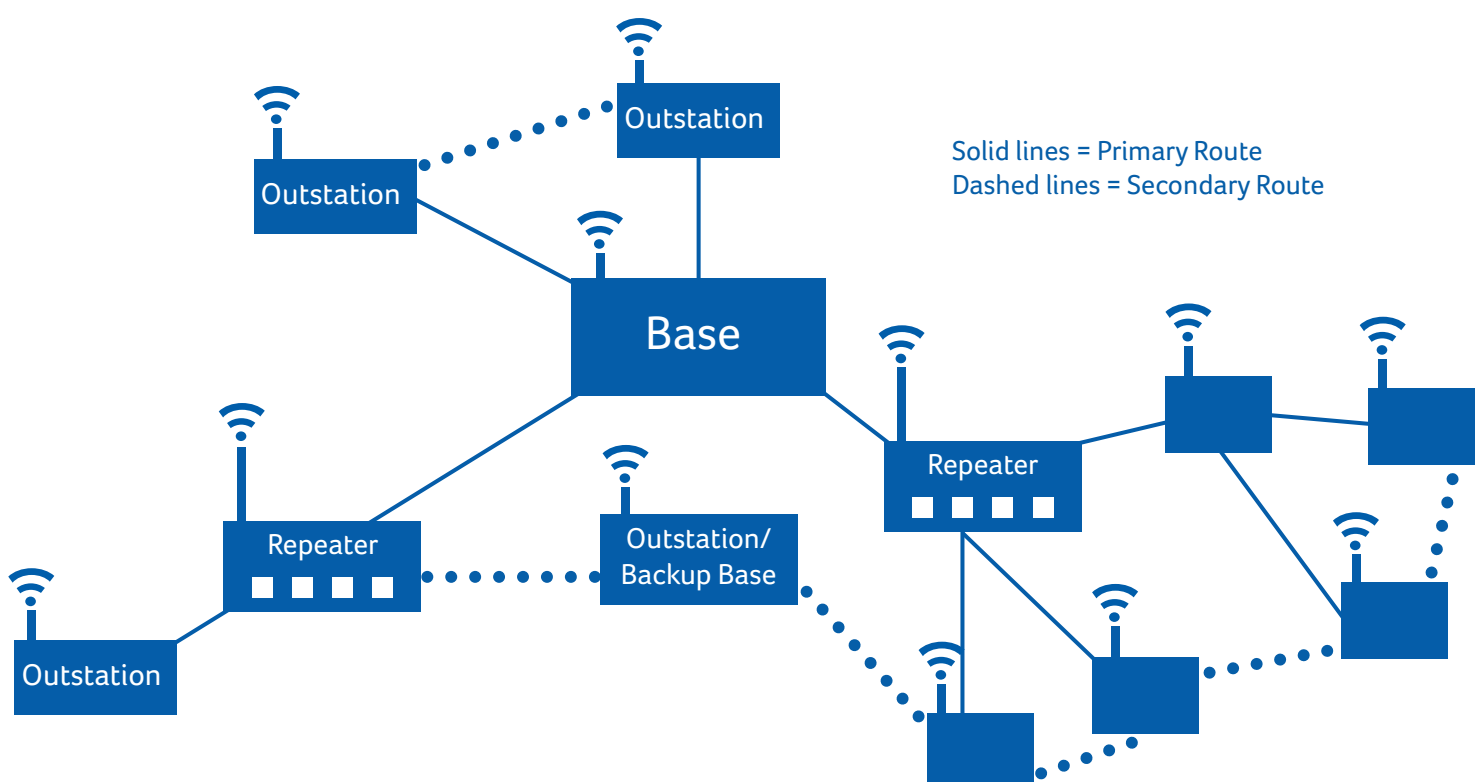 Outstation
Outstation
Solid lines = Primary Route
Dashed lines = Secondary Route
Base
Repeater
Repeater
Outstation/
Backup Base
Outstation